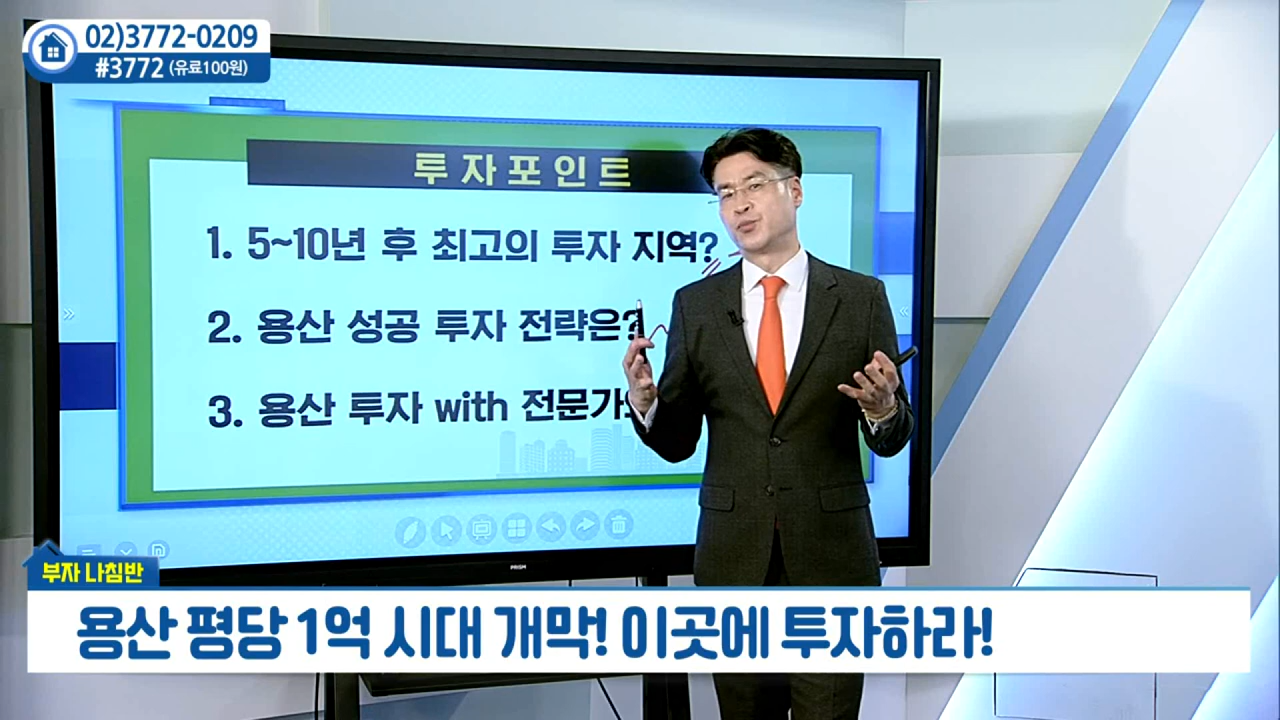 02)3772-0209
#3772 (유료100원)
투자포인트
1. 5~10년 후 최고의 투자 지역?
2. 용산 성공 투자 전략은?
3. 용산 투자 with 전문가
PRISM
부자 나침반
용산 평당 1억 시대 개막! 이곳에 투자하라!